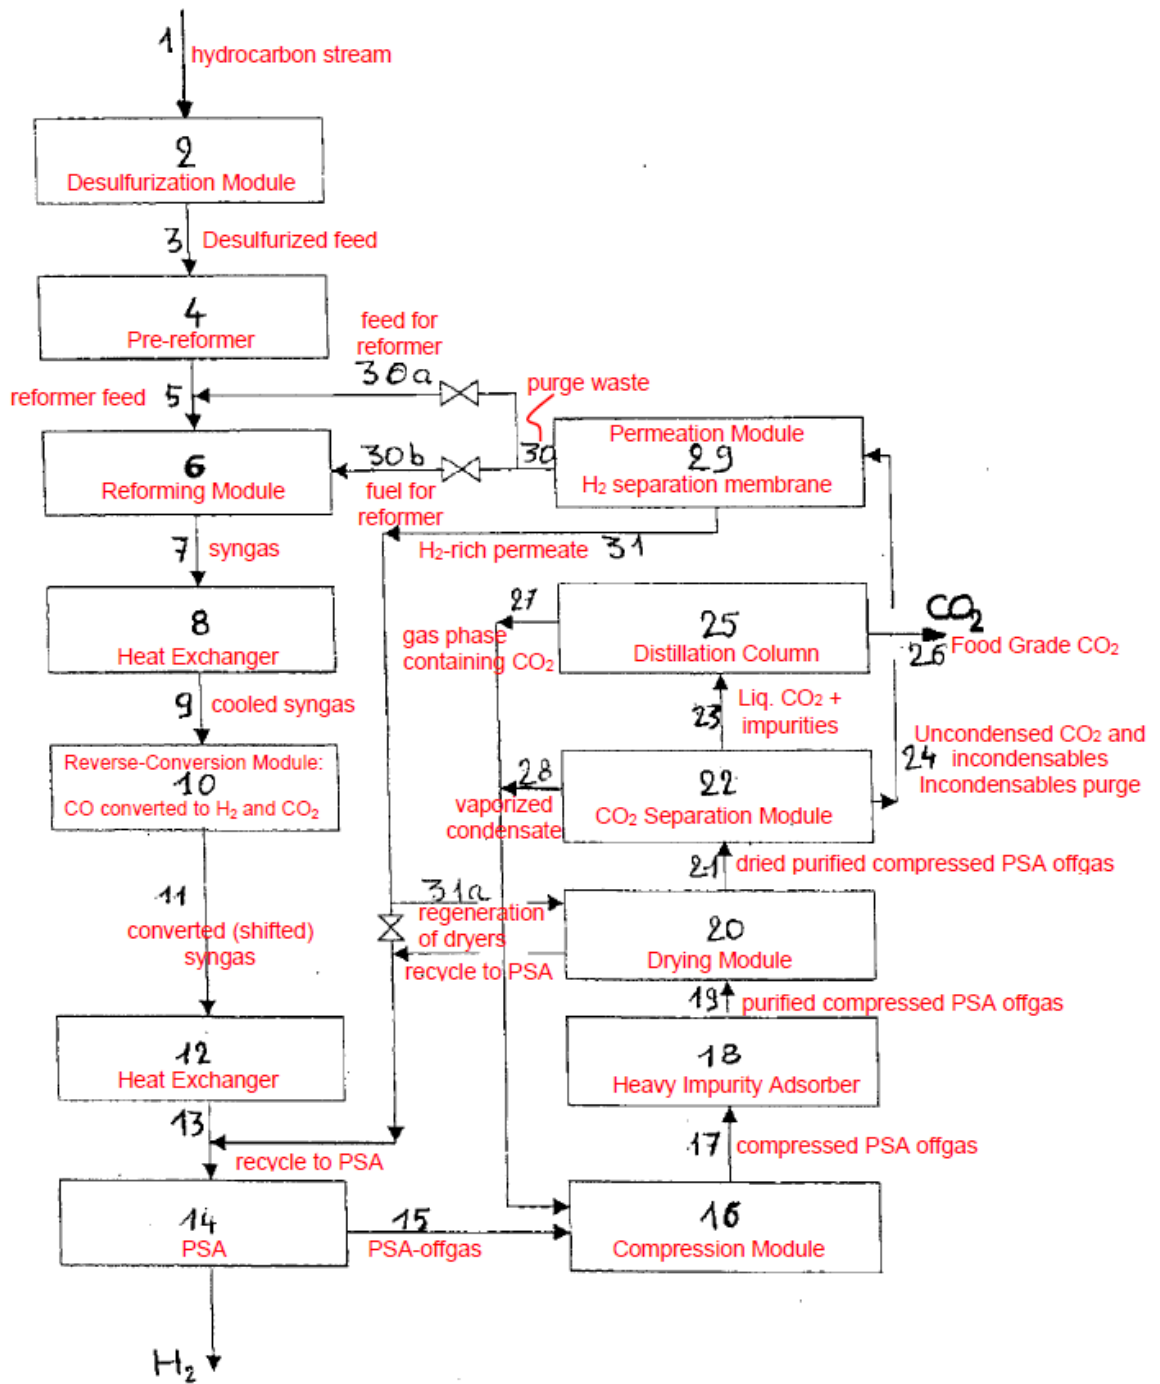 1
hydrocarbon stream
2
Desulfurization Module
3 Desulfurized feed
4
Pre-reformer
feed for
reformer
30a
purge waste
reformer feed 5
30
Permeation Module
29
H₂ separation membrane
6
Reforming Module
30b
fuel for
reformer
7 syngas
H₂-rich permeate 31
8
Heat Exchanger
27
gas phase
containing CO₂
25
Distillation Column
CO₂
26 Food Grade CO₂
9 cooled syngas
23 Liq. CO₂ +
impurities
24 Uncondensed CO₂ and
incondensables
Incondensables purge
Reverse-Conversion Module:
10
CO converted to H₂ and CO₂
28
vaporized
condensate
22
CO₂ Separation Module
21 dried purified compressed PSA offgas
11
converted (shifted)
syngas
31a
regeneration
of dryers
recycle to PSA
20
Drying Module
19 purified compressed PSA offgas
12
Heat Exchanger
18
Heavy Impurity Adsorber
13
recycle to PSA
17 compressed PSA offgas
14
PSA
15
PSA-offgas
16
Compression Module
H₂